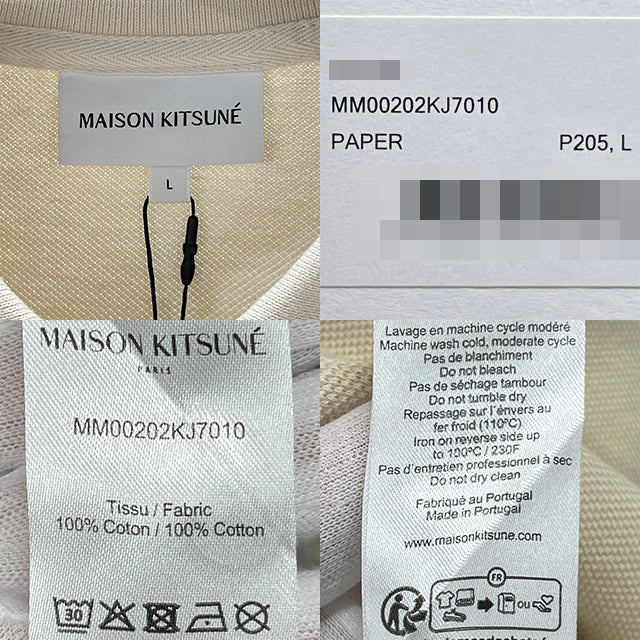 MAISON KITSUNÉ
L
MM00202KJ7010
PAPER P205, L
MAISON KITSUNÉ
PARIS
MM00202KJ7010
Tissu / Fabric
100% Coton / 100% Cotton
30
Lavage en machine cycle modéré
Machine wash cold, moderate cycle
Pas de blanchiment
Do not bleach
Pas de séchage tambour
Do not tumble dry
Repassage sur l'énvers au
fer froid (110ºC)
Iron on reverse side up
to 100ºC / 230F
Pas d'entretien professionnel à sec
Do not dry clean
Fabriqué au Portugal
Made in Portugal
www.maisonkitsune.com
FR
ou